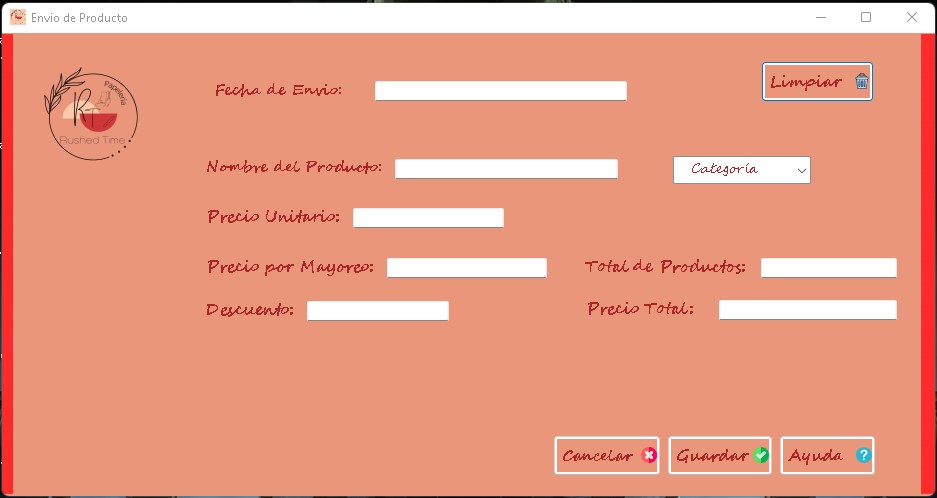 Envio de Producto
Papelería
RT
Rushed Time
Fecha de Envio:
Limpiar
Nombre del Producto:
Categoría
Precio Unitario:
Precio por Mayoreo:
Total de Productos:
Descuento:
Precio Total:
Cancelar
Guardar
Ayuda